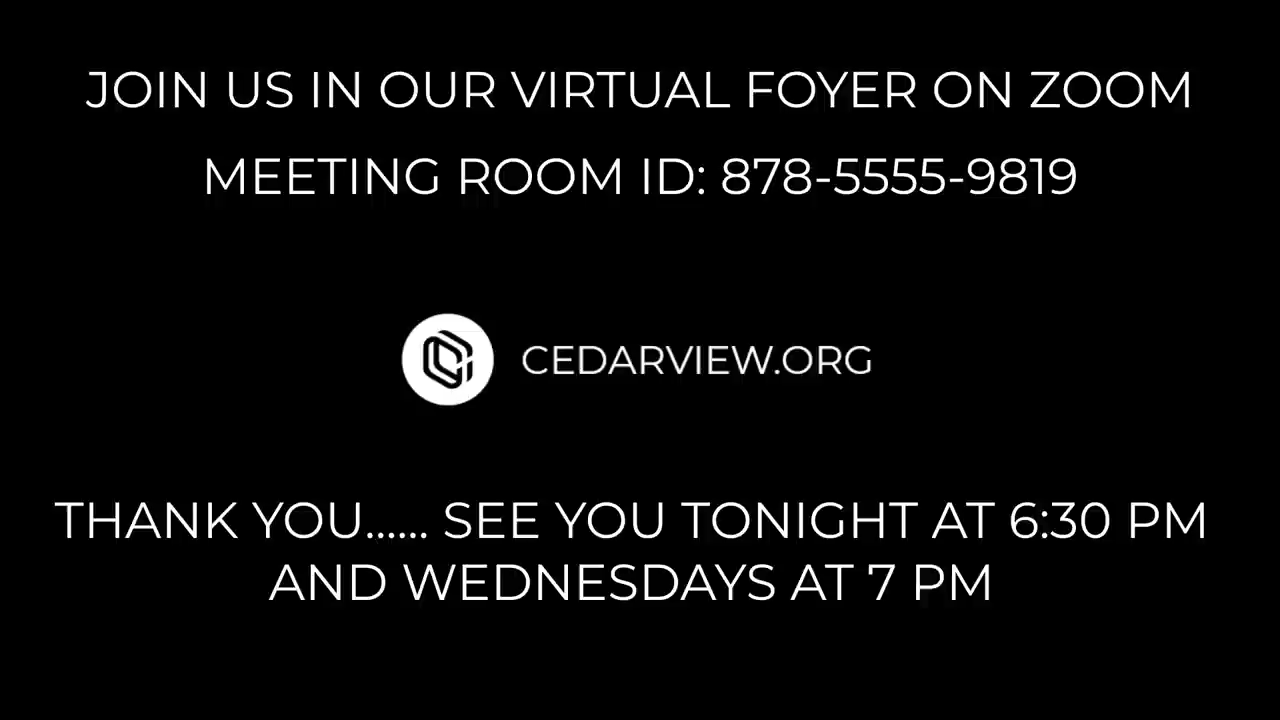 JOIN US IN OUR VIRTUAL FOYER ON ZOOM
MEETING ROOM ID: 878-5555-9819
CEDARVIEW.ORG
THANK YOU...... SEE YOU TONIGHT AT 6:30 PM
AND WEDNESDAYS AT 7 PM